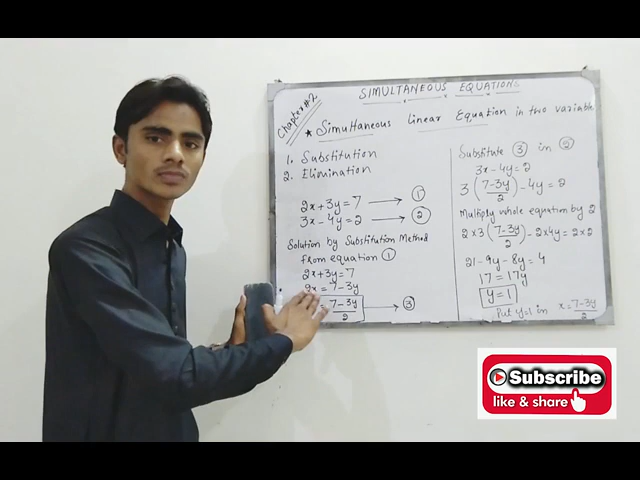 SIMULTANEOUS EQUATIONS
Chapter#2
★ Simultaneous Linear Equation in two variable
1. Substitution
2. Elimination
2x+3y=7 → ①
3x-4y=2 → ②
Solution by Substitution Method
from equation ①
2x+3y=7
2x = 7-3y
= 7-3y/2 → ③
Substitute ③ in ②
3x-4y=2
3(7-3y/2)-4y=2
Multiply whole equation by 2
2×3(7-3y/2)-2×4y=2×2
21-9y-8y=4
17=17y
y=1
Put y=1 in x=7-3y/2
Subscribe
like & share